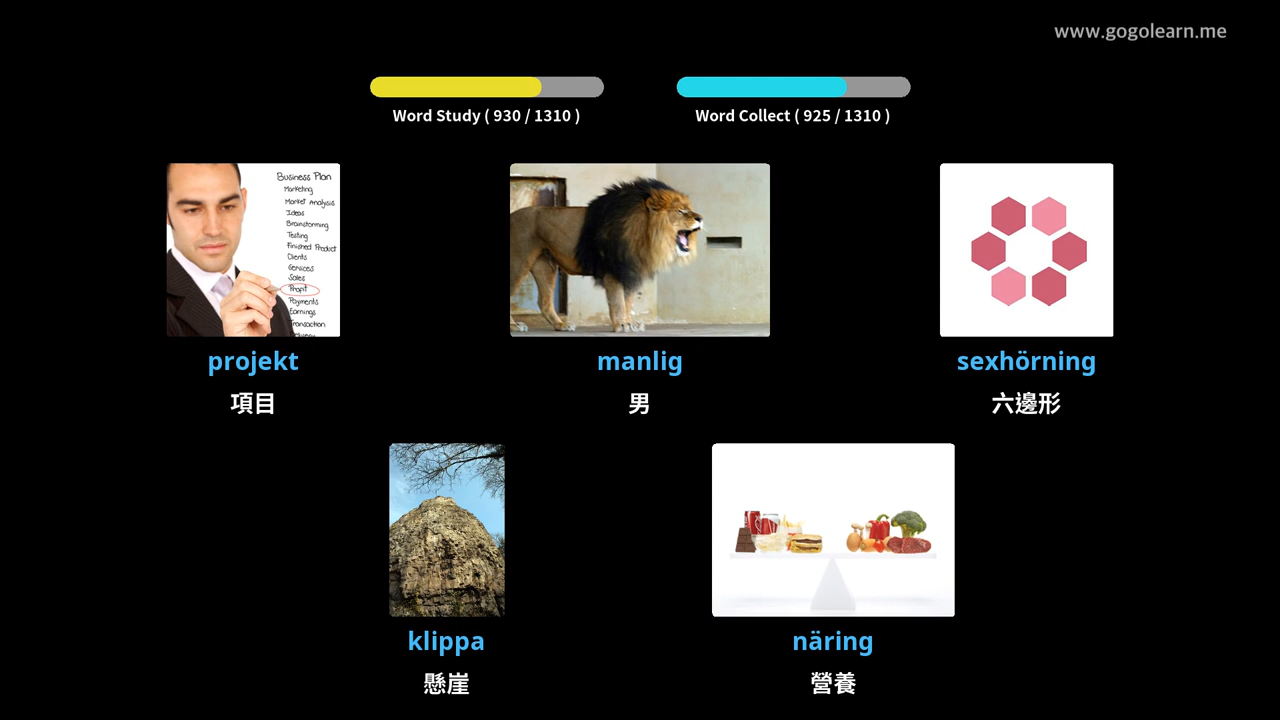 www.gogolearn.me
Word Study ( 930 / 1310 )
Word Collect ( 925 / 1310 )
Business Plan
Marketing
Market Analysis
Ideas
Brainstorming
Testing
Finished Product
Clients
Services
Sales
Profit
Payments
Earnings
Transaction
projekt
項目
manlig
男
sexhörning
六邊形
klippa
懸崖
näring
營養